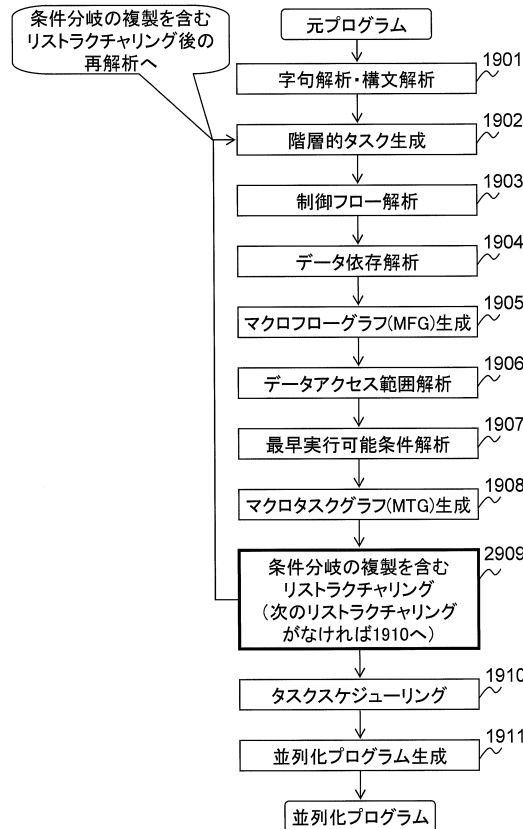 条件分岐の複製を含む
リストラクチャリング後の
再解析へ
元プログラム
1901
字句解析・構文解析
1902
階層的タスク生成
1903
制御フロー解析
1904
データ依存解析
1905
マクロフローグラフ(MFG)生成
1906
データアクセス範囲解析
1907
最早実行可能条件解析
1908
マクロタスクグラフ(MTG)生成
2909
条件分岐の複製を含む
リストラクチャリング
(次のリストラクチャリング
がなければ1910へ)
1910
タスクスケジューリング
1911
並列化プログラム生成
並列化プログラム